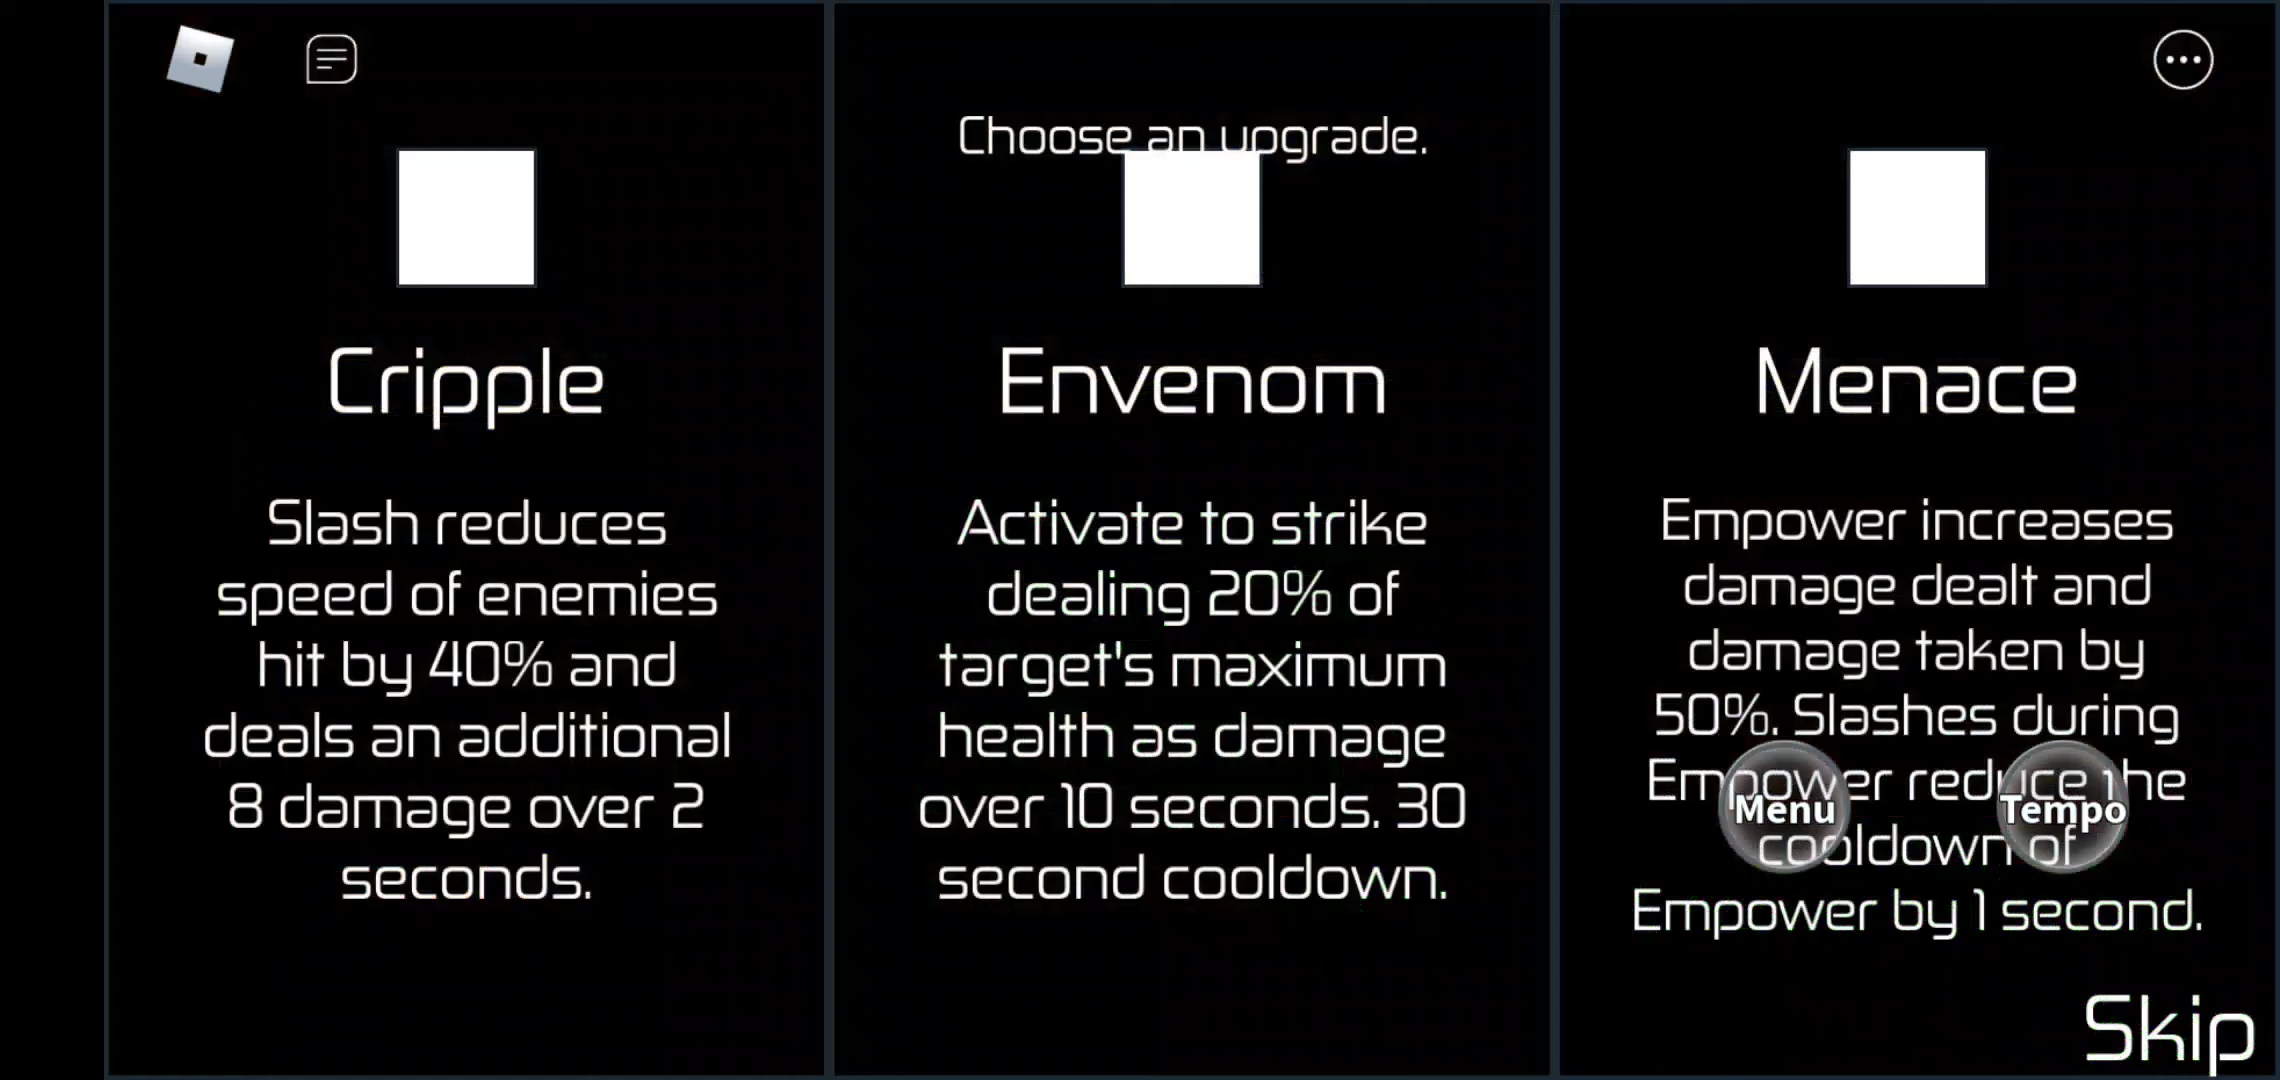 Choose an upgrade.
Cripple
Slash reduces
speed of enemies
hit by 40% and
deals an additional
8 damage over 2
seconds.
Envenom
Activate to strike
dealing 20% of
target's maximum
health as damage
over 10 seconds. 30
second cooldown.
Menace
Empower increases
damage dealt and
damage taken by
50%. Slashes during
Empower reduce the
cooldown of
Empower by 1 second.
Menu
Tempo
Skip